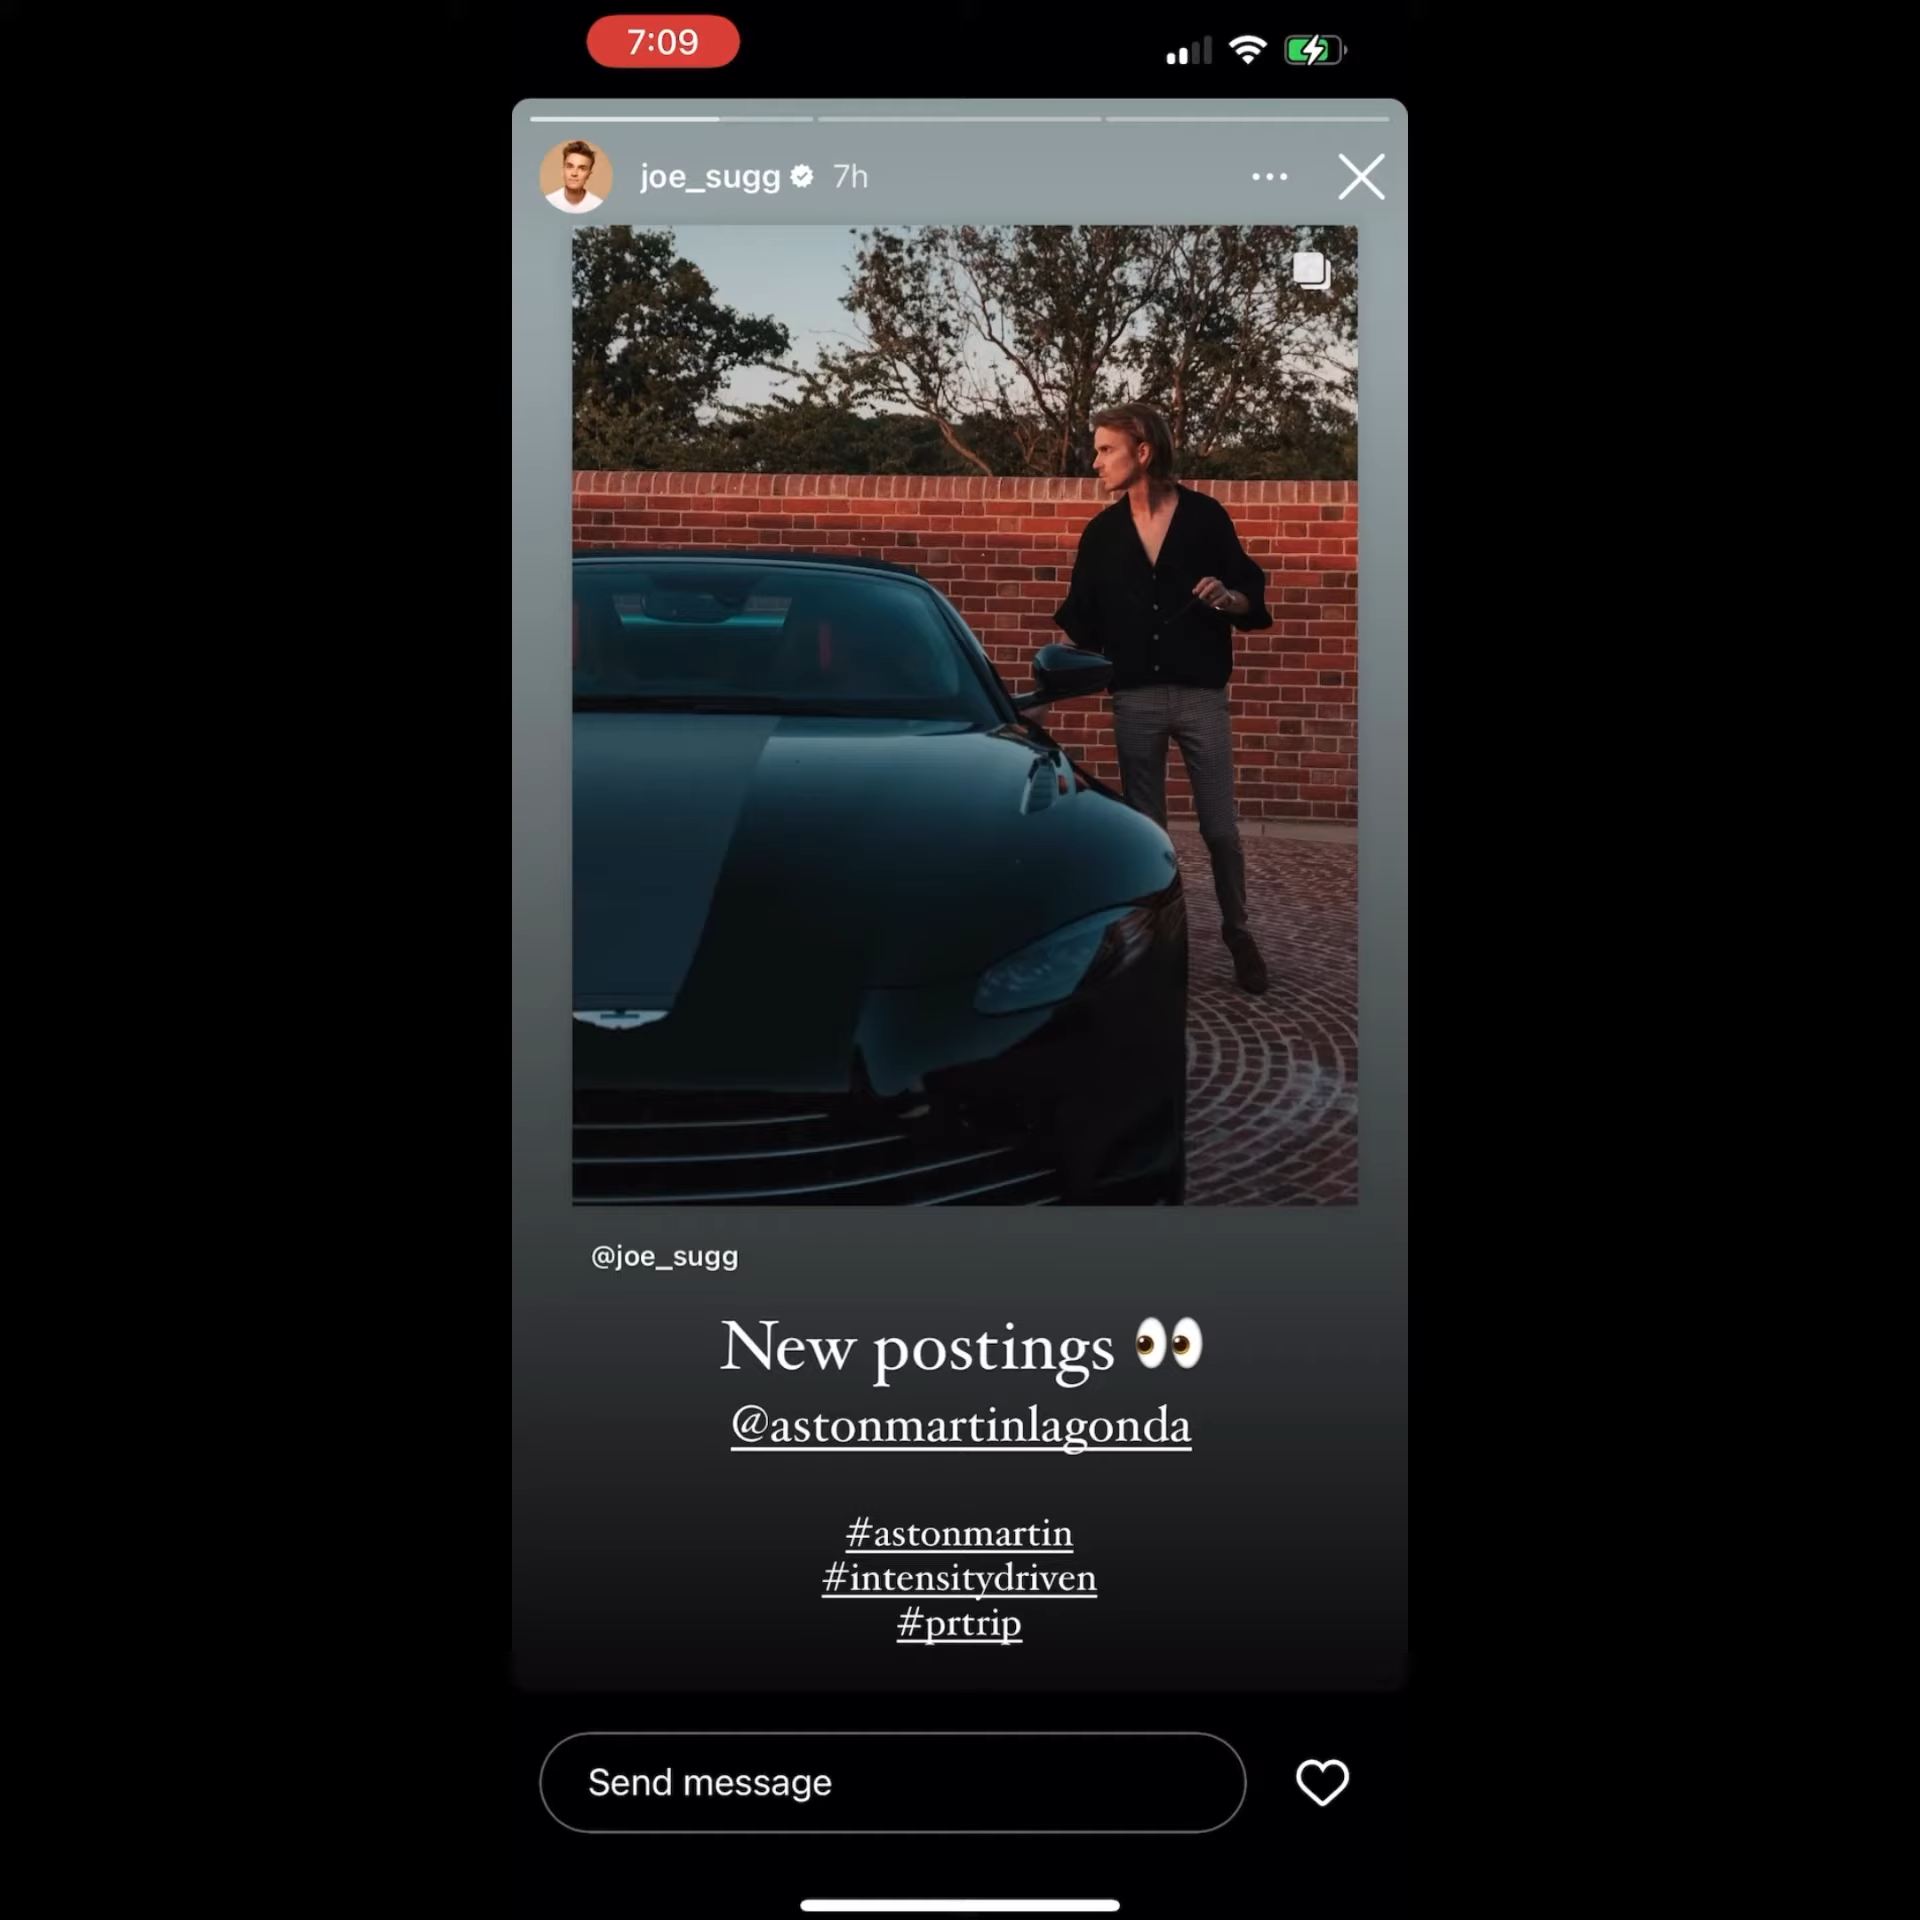 7:09
joe_sugg 7h
@joe_sugg
New postings 👀
@astonmartinlagonda
#astonmartin
#intensitydriven
#prtrip
Send message